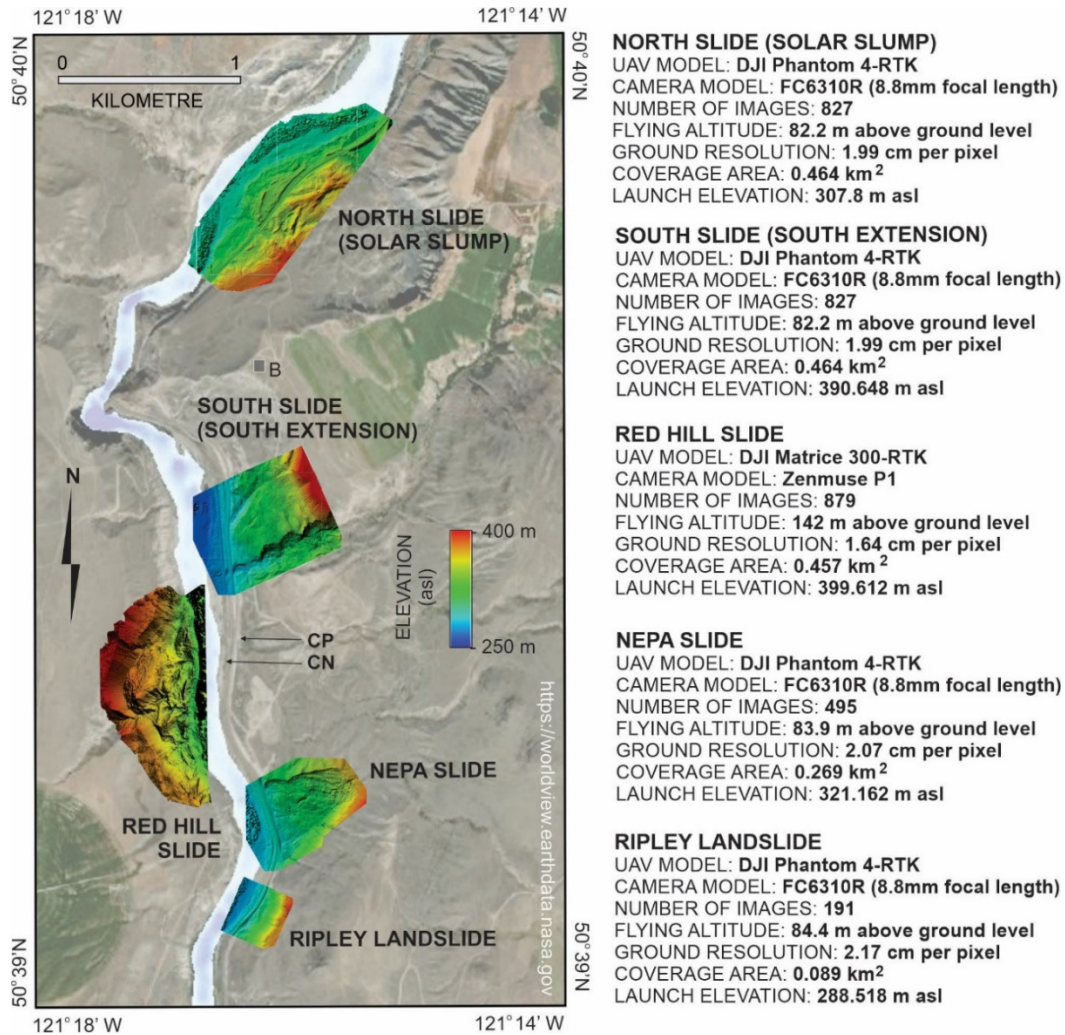 121° 18' W
121° 14' W
50° 40'N
50° 40'N
0 1
KILOMETRE
NORTH SLIDE
(SOLAR SLUMP)
B
SOUTH SLIDE
(SOUTH EXTENSION)
N
400 m
ELEVATION
(asl)
250 m
CP
CN
NEPA SLIDE
RED HILL
SLIDE
RIPLEY LANDSLIDE
https://worldview.earthdata.nasa.gov
50° 39'N
50° 39'N
121° 18' W
121° 14' W
NORTH SLIDE (SOLAR SLUMP)
UAV MODEL: DJI Phantom 4-RTK
CAMERA MODEL: FC6310R (8.8mm focal length)
NUMBER OF IMAGES: 827
FLYING ALTITUDE: 82.2 m above ground level
GROUND RESOLUTION: 1.99 cm per pixel
COVERAGE AREA: 0.464 km²
LAUNCH ELEVATION: 307.8 m asl
SOUTH SLIDE (SOUTH EXTENSION)
UAV MODEL: DJI Phantom 4-RTK
CAMERA MODEL: FC6310R (8.8mm focal length)
NUMBER OF IMAGES: 827
FLYING ALTITUDE: 82.2 m above ground level
GROUND RESOLUTION: 1.99 cm per pixel
COVERAGE AREA: 0.464 km²
LAUNCH ELEVATION: 390.648 m asl
RED HILL SLIDE
UAV MODEL: DJI Matrice 300-RTK
CAMERA MODEL: Zenmuse P1
NUMBER OF IMAGES: 879
FLYING ALTITUDE: 142 m above ground level
GROUND RESOLUTION: 1.64 cm per pixel
COVERAGE AREA: 0.457 km²
LAUNCH ELEVATION: 399.612 m asl
NEPA SLIDE
UAV MODEL: DJI Phantom 4-RTK
CAMERA MODEL: FC6310R (8.8mm focal length)
NUMBER OF IMAGES: 495
FLYING ALTITUDE: 83.9 m above ground level
GROUND RESOLUTION: 2.07 cm per pixel
COVERAGE AREA: 0.269 km²
LAUNCH ELEVATION: 321.162 m asl
RIPLEY LANDSLIDE
UAV MODEL: DJI Phantom 4-RTK
CAMERA MODEL: FC6310R (8.8mm focal length)
NUMBER OF IMAGES: 191
FLYING ALTITUDE: 84.4 m above ground level
GROUND RESOLUTION: 2.17 cm per pixel
COVERAGE AREA: 0.089 km²
LAUNCH ELEVATION: 288.518 m asl